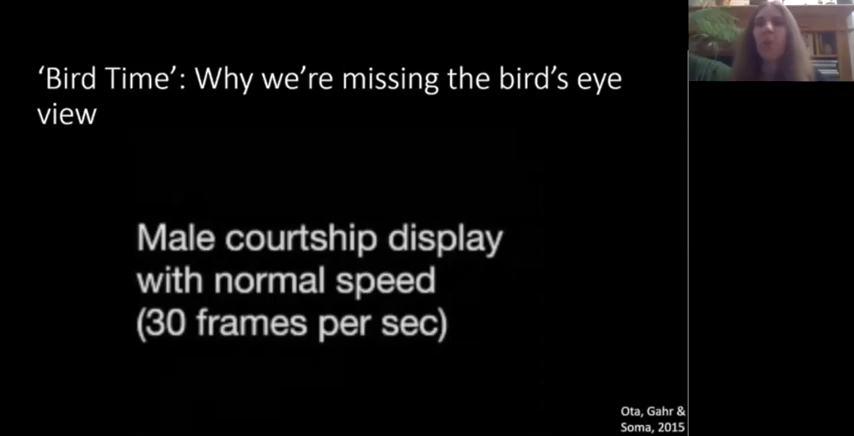 ‘Bird Time’: Why we’re missing the bird’s eye
view
Male courtship display
with normal speed
(30 frames per sec)
Ota, Gahr &
Soma, 2015